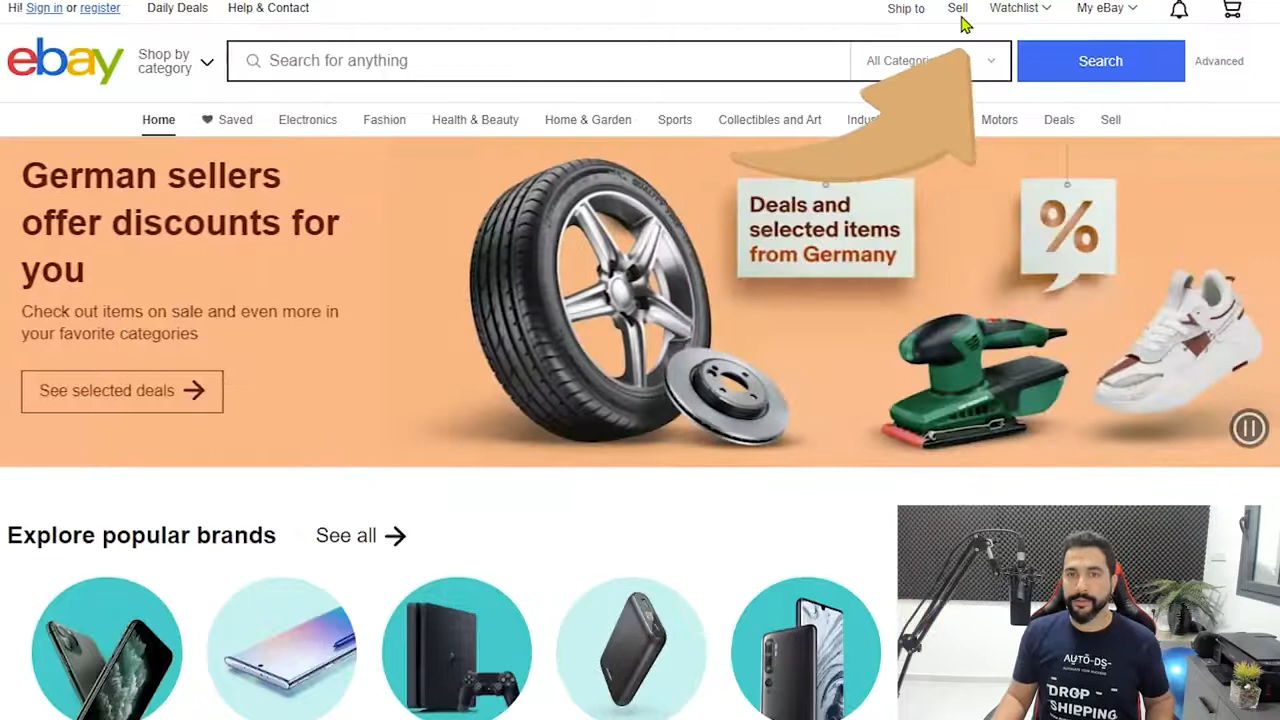 Hi! Sign in or register
Daily Deals
Help & Contact
Ship to
Sell
Watchlist
My eBay
ebay
Shop by
category
Search for anything
All Categori
Search
Advanced
Home
Saved
Electronics
Fashion
Health & Beauty
Home & Garden
Sports
Collectibles and Art
Indus
Motors
Deals
Sell
German sellers
offer discounts for
you
Check out items on sale and even more in
your favorite categories
See selected deals
Deals and
selected items
from Germany
%
Explore popular brands
See all
AUTO-DS-
DROP -
SHIPPING